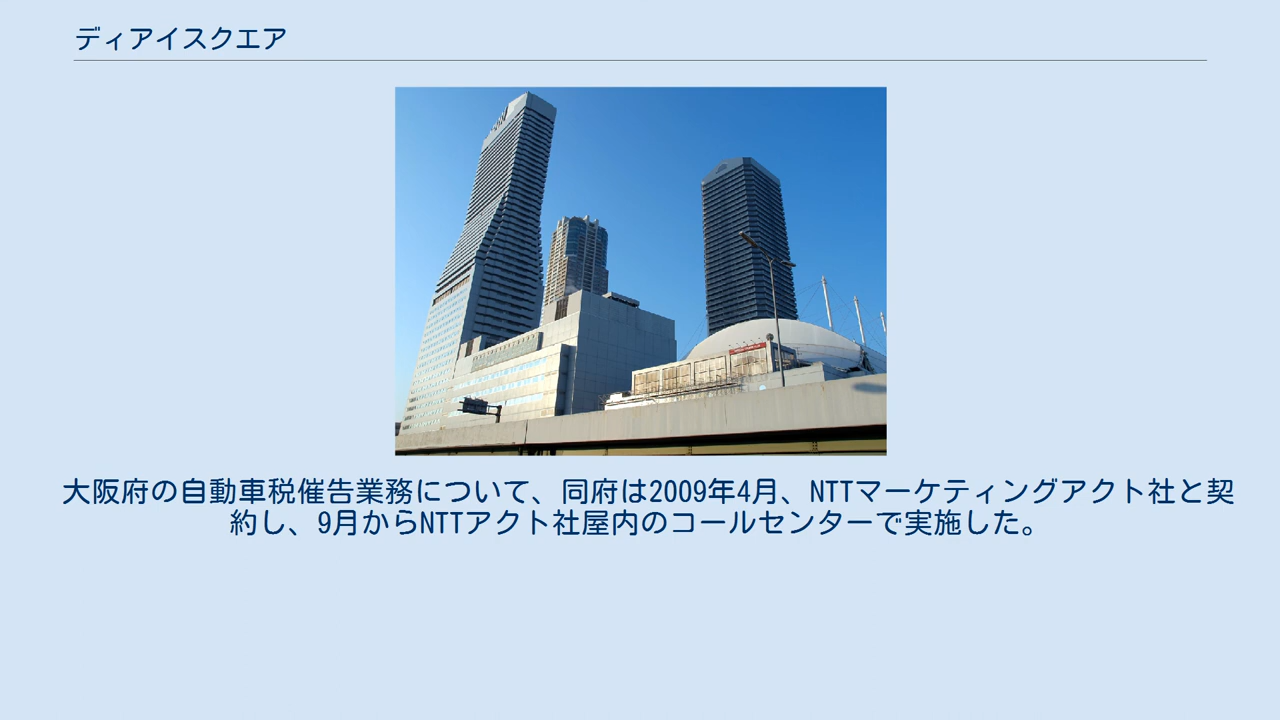 ディアイスクエア
大阪府の自動車税催告業務について、同府は2009年4月、NTTマーケティングアクト社と契
約し、9月からNTTアクト社屋内のコールセンターで実施した。